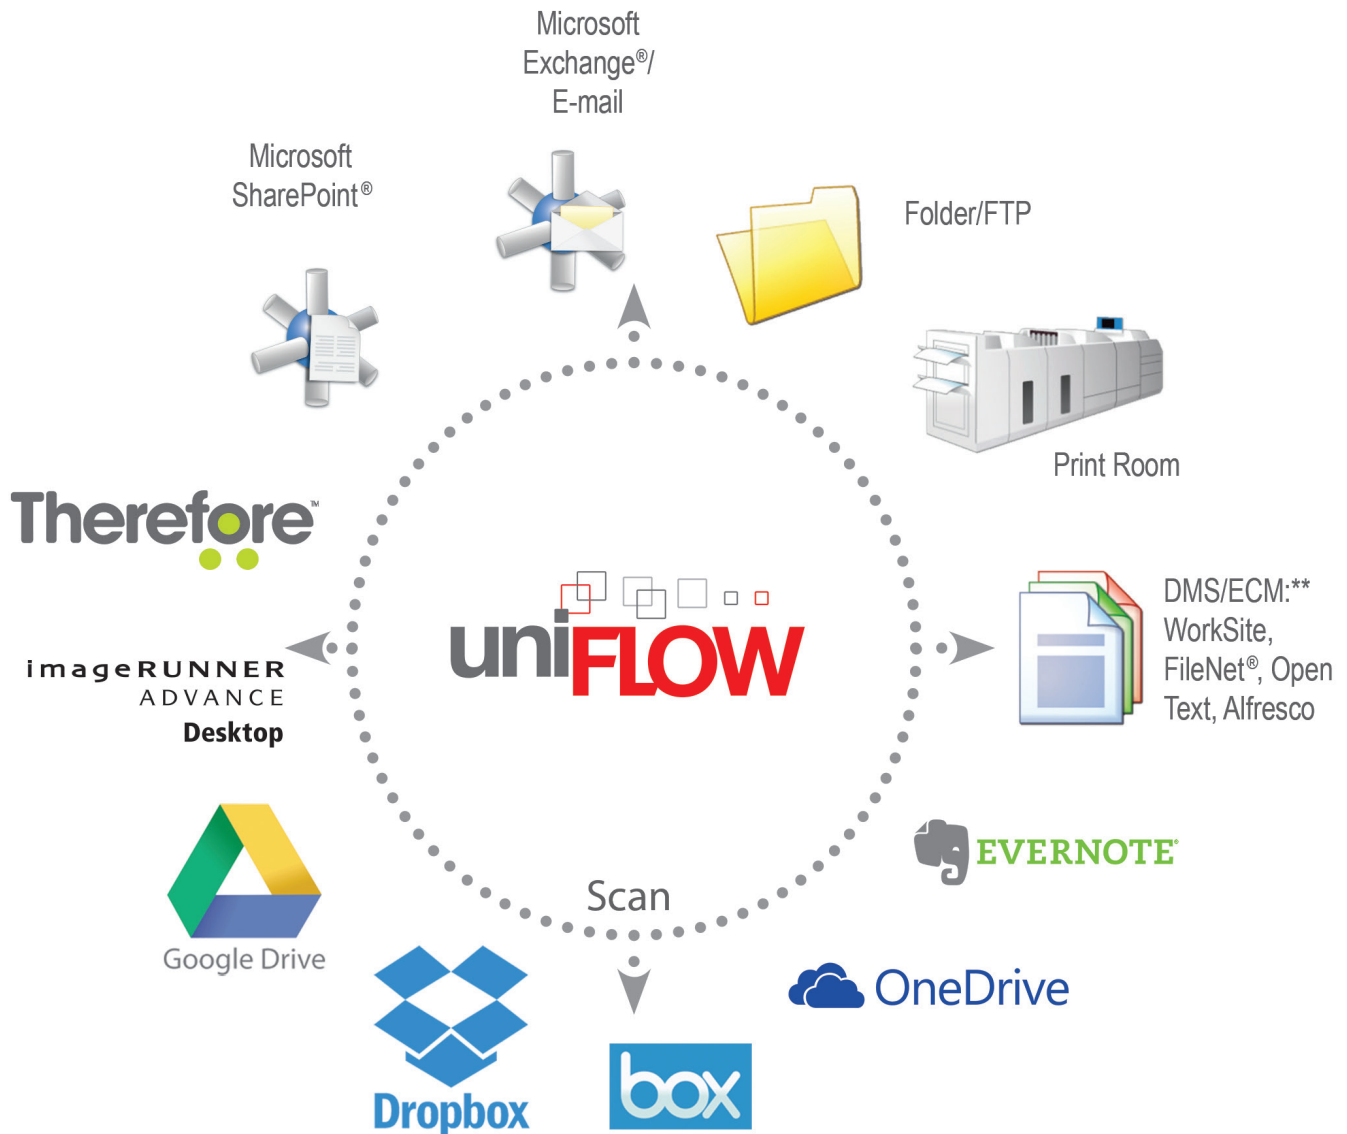 Microsoft
Exchange®/
E-mail
Microsoft
SharePoint®
Folder/FTP
Print Room
Therefore™
DMS/ECM:**
WorkSite,
FileNet®, Open
Text, Alfresco
uniFLOW
imageRUNNER
ADVANCE
Desktop
EVERNOTE®
Scan
Google Drive
OneDrive
Dropbox
box